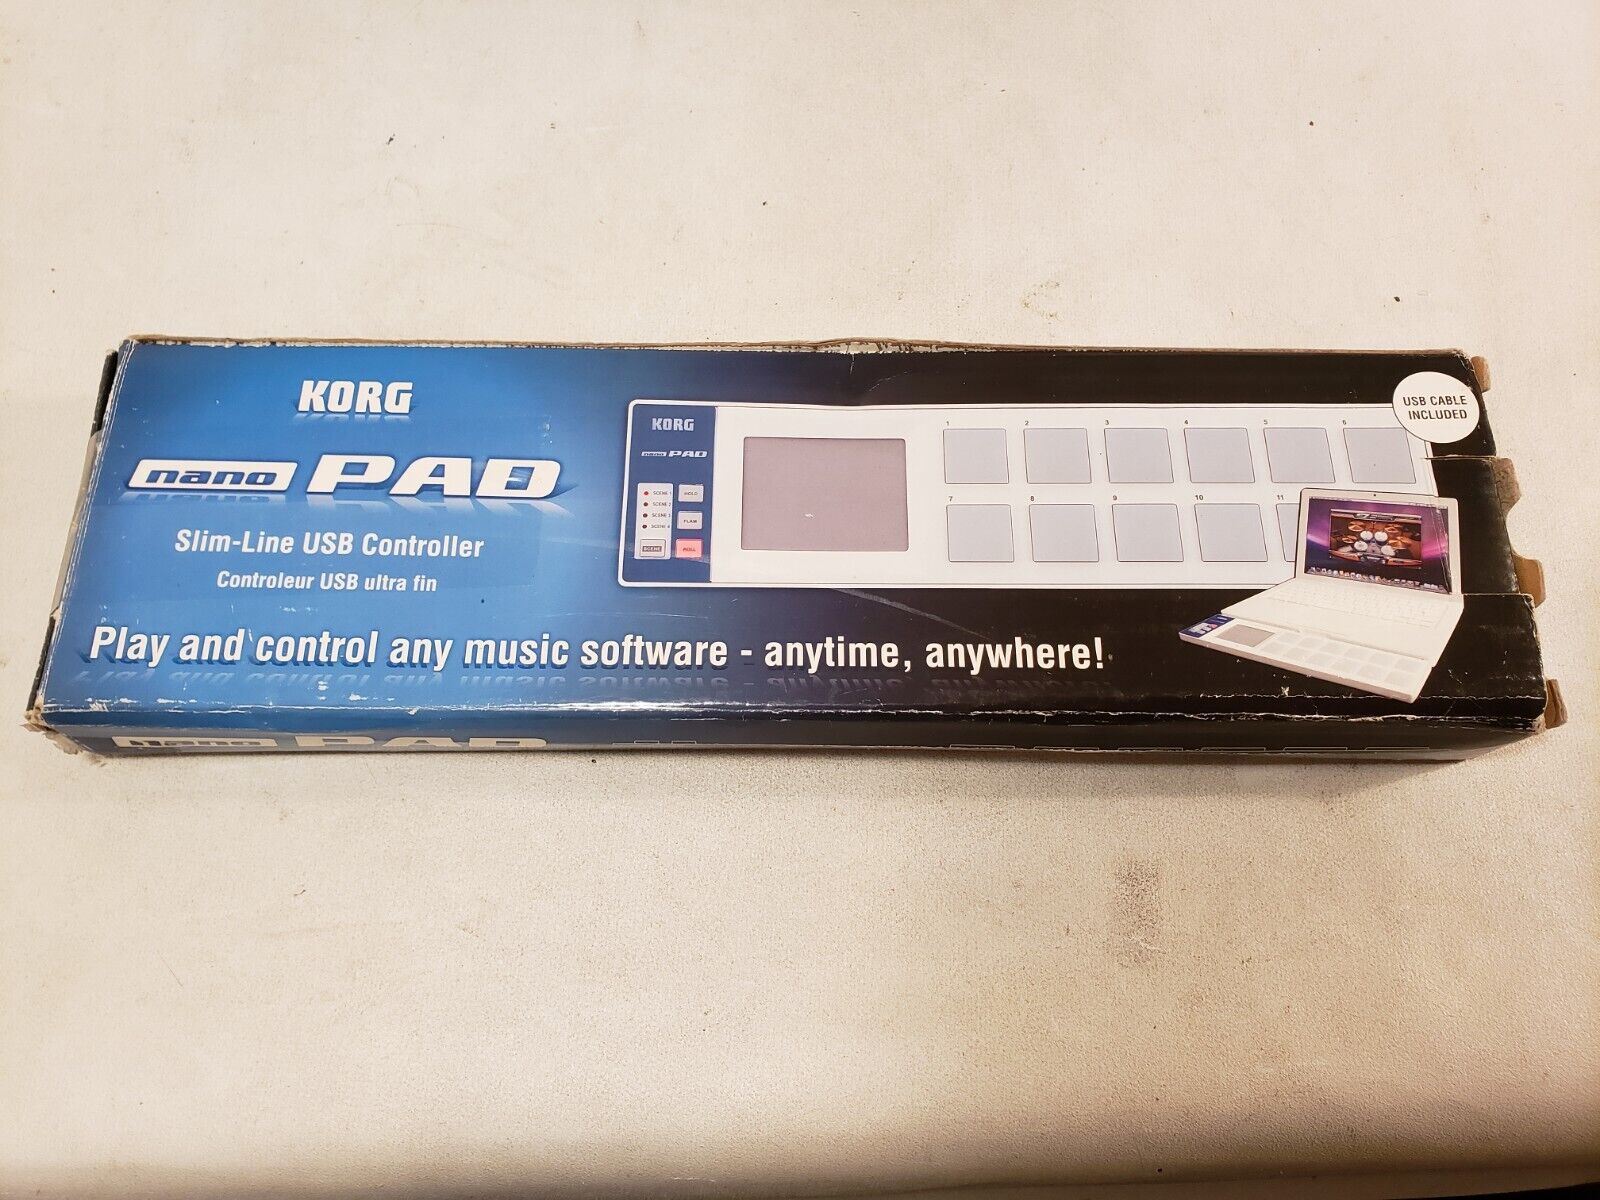 KORG
nano PAD
Slim-Line USB Controller
Controleur USB ultra fin
Play and control any music software - anytime, anywhere!
KORG
nano PAD
SCENE 1
SCENE 2
SCENE 3
SCENE 4
HOLD
FLAM
SCENE
ROLL
1 2 3 4 5 6
7 8 9 10 11
USB CABLE
INCLUDED
nano PAD